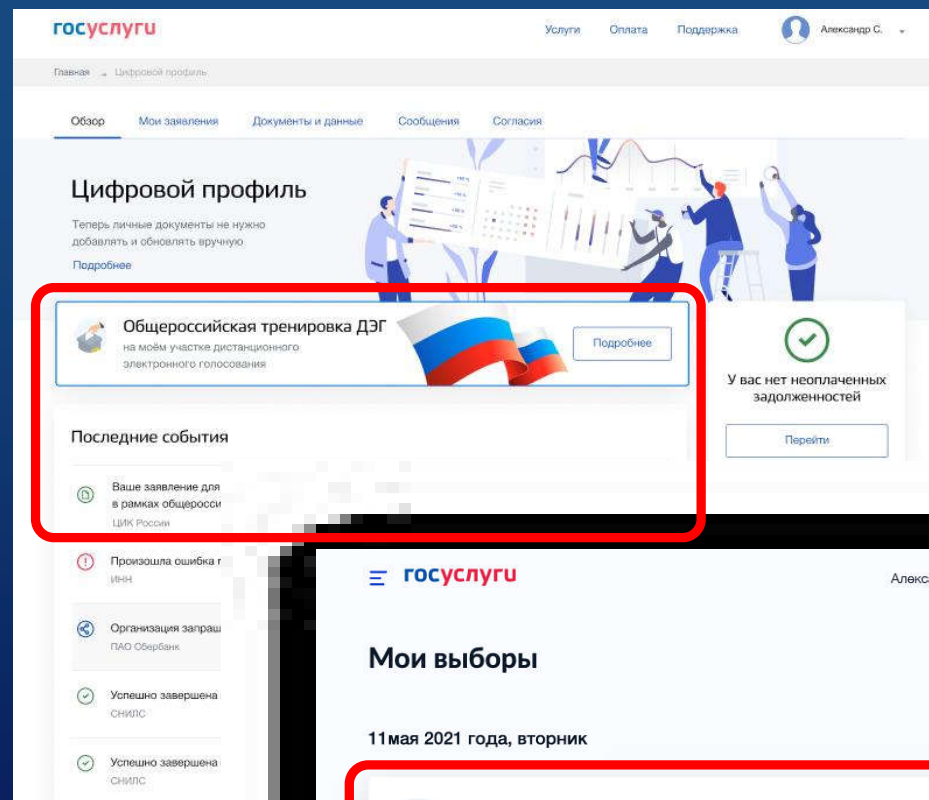 госуслуги
Услуги Оплата Поддержка Александр С.
Главная → Цифровой профиль
Обзор Мои заявления Документы и данные Сообщения Согласия
Цифровой профиль
Теперь личные документы не нужно
добавлять и обновлять вручную
Подробнее
Общероссийская тренировка ДЭГ
на моём участке дистанционного
электронного голосования
Подробнее
У вас нет неоплаченных
задолженностей
Перейти
Последние события
Ваше заявление для
в рамках общеросси
ЦИК России
Произошла ошибка
ИНН
Организация запраш
ПАО Сбербанк
Успешно завершена
СНИЛС
Успешно завершена
СНИЛС
госуслуги
Алекс
Мои выборы
11мая 2021 года, вторник